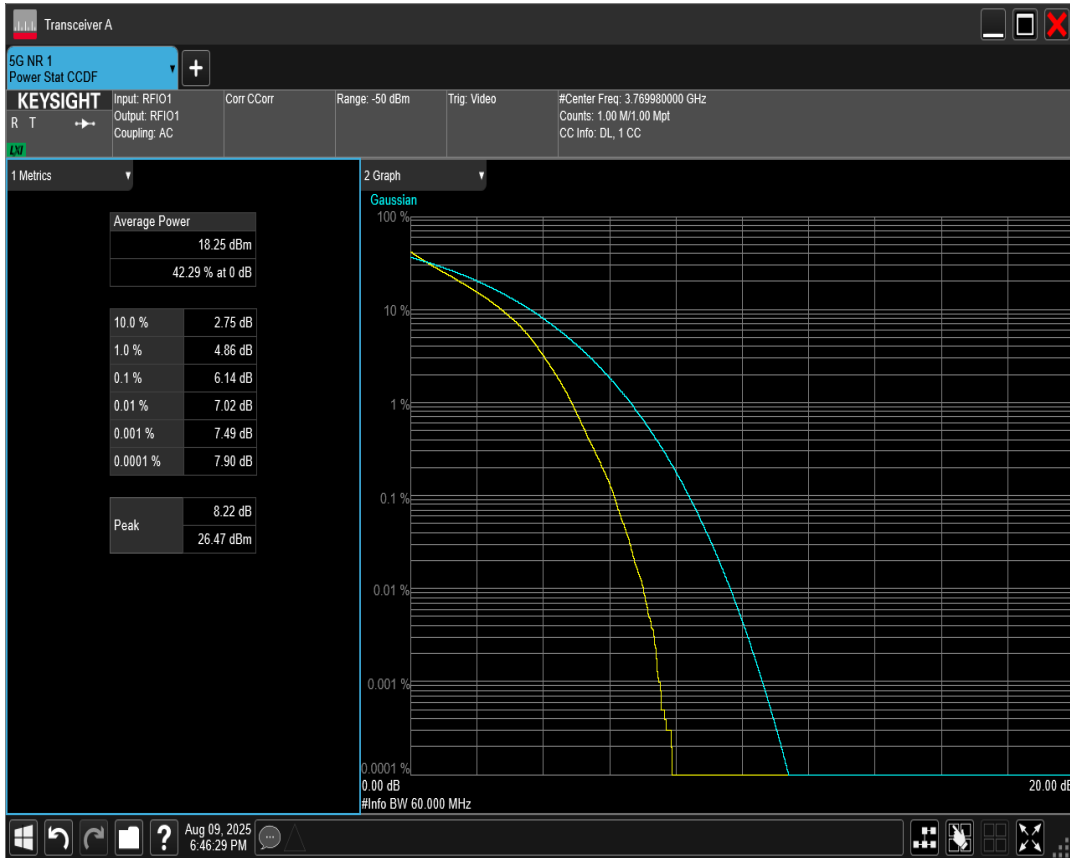 Transceiver A
5G NR 1
Power Stat CCDF
+
KEYSIGHT
R T
LXI
Input: RFIO1
Output: RFIO1
Coupling: AC
Corr CCorr
Range: -50 dBm
Trig: Video
#Center Freq: 3.769980000 GHz
Counts: 1.00 M/1.00 Mpt
CC Info: DL, 1 CC
1 Metrics
Average Power
18.25 dBm
42.29 % at 0 dB
10.0 % 2.75 dB
1.0 % 4.86 dB
0.1 % 6.14 dB
0.01 % 7.02 dB
0.001 % 7.49 dB
0.0001 % 7.90 dB
Peak 8.22 dB
26.47 dBm
2 Graph
Gaussian
100 %
10 %
1 %
0.1 %
0.01 %
0.001 %
0.0001 %
0.00 dB 20.00 dB
#Info BW 60.000 MHz
?
Aug 09, 2025
6:46:29 PM